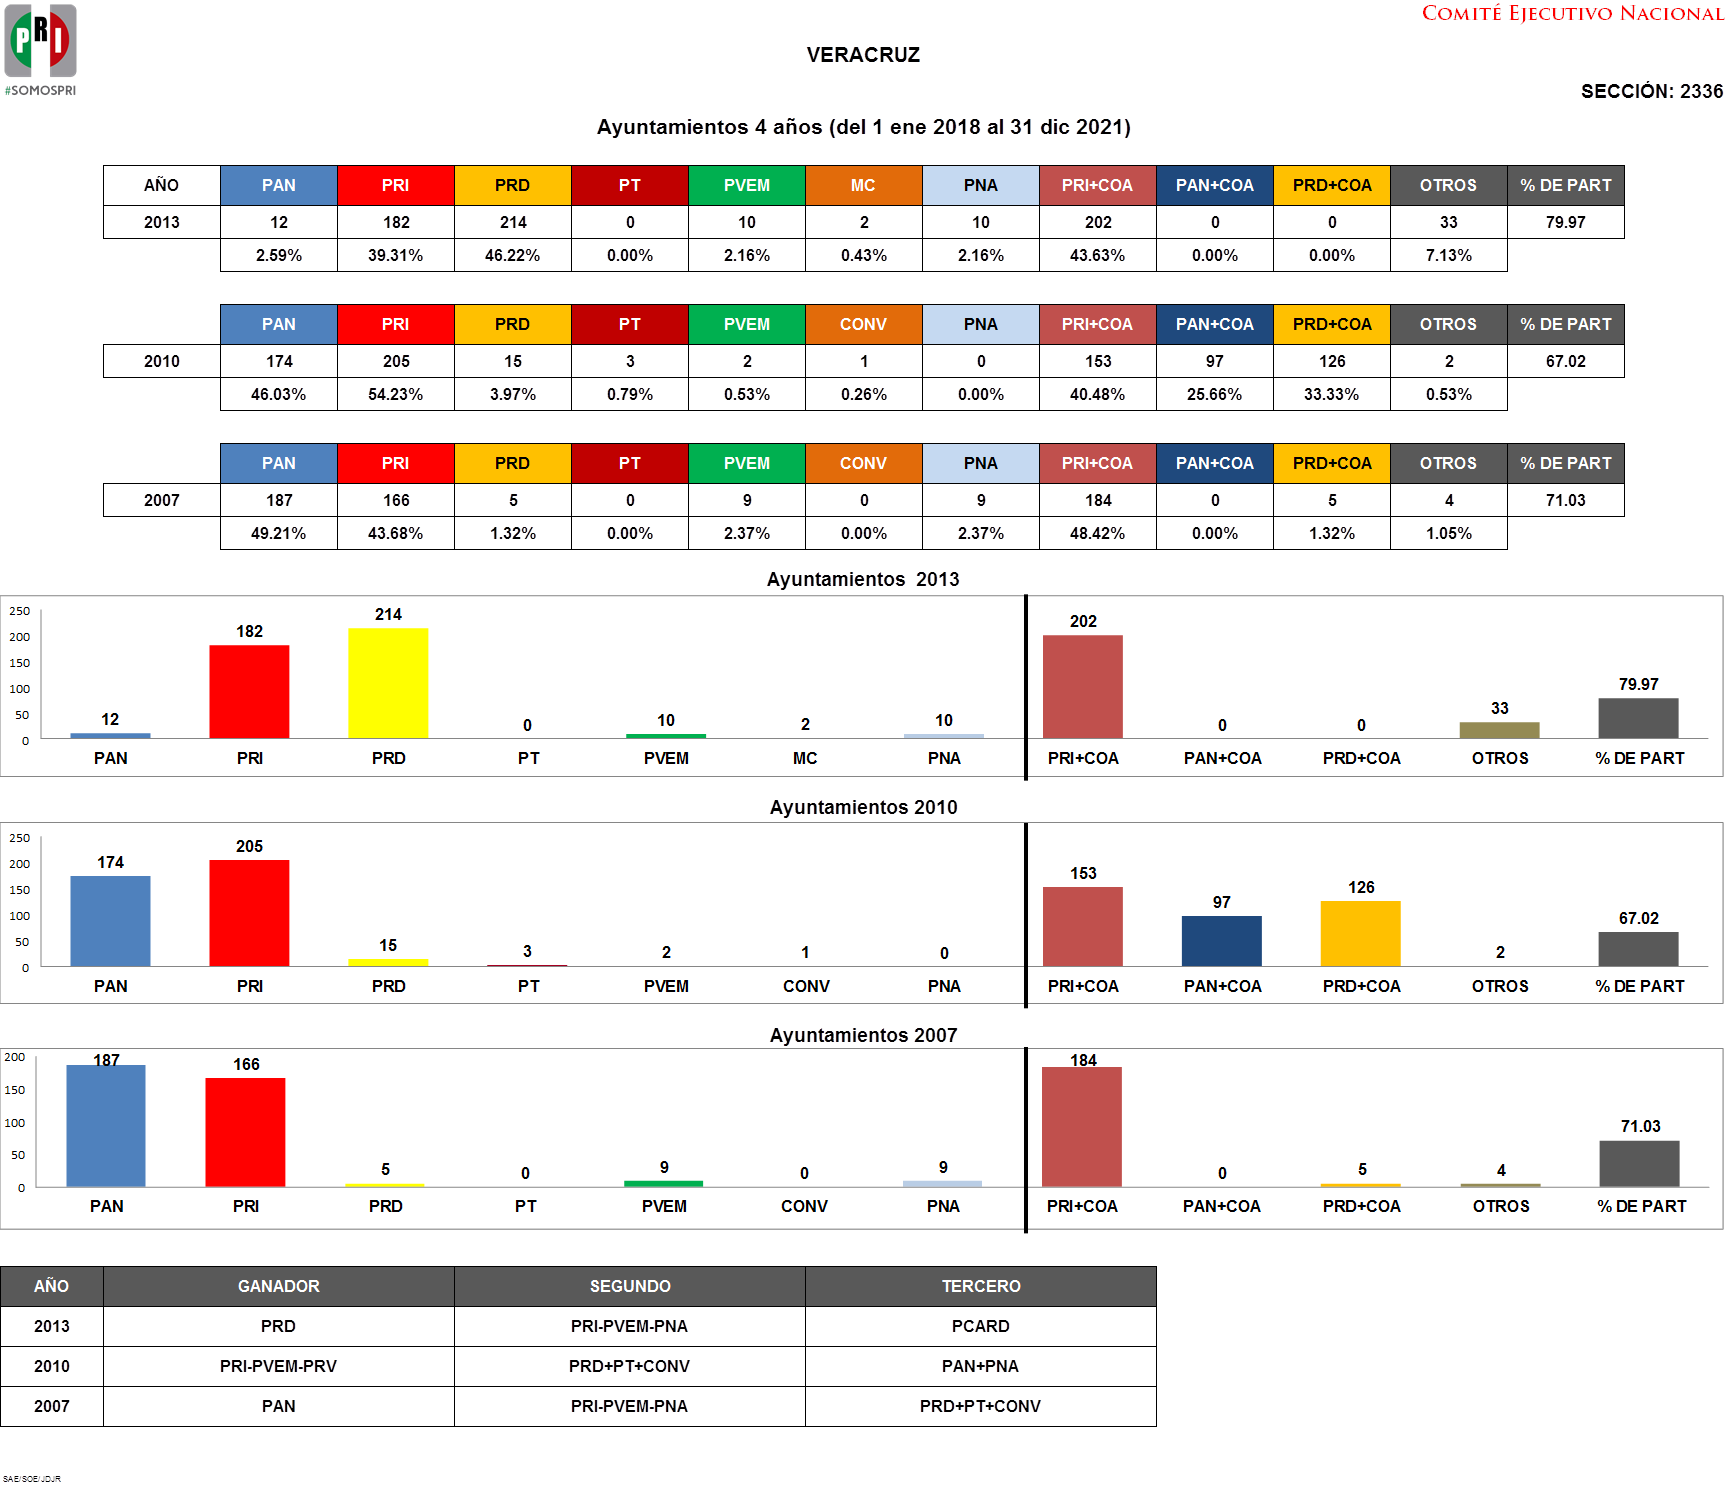 PRI
#SOMOSPRI
COMITÉ EJECUTIVO NACIONAL
VERACRUZ
SECCIÓN: 2336
Ayuntamientos 4 años (del 1 ene 2018 al 31 dic 2021)
AÑO PAN PRI PRD PT PVEM MC PNA PRI+COA PAN+COA PRD+COA OTROS % DE PART
2013 12 182 214 0 10 2 10 202 0 0 33 79.97
2.59% 39.31% 46.22% 0.00% 2.16% 0.43% 2.16% 43.63% 0.00% 0.00% 7.13%
PAN PRI PRD PT PVEM CONV PNA PRI+COA PAN+COA PRD+COA OTROS % DE PART
2010 174 205 15 3 2 1 0 153 97 126 2 67.02
46.03% 54.23% 3.97% 0.79% 0.53% 0.26% 0.00% 40.48% 25.66% 33.33% 0.53%
PAN PRI PRD PT PVEM CONV PNA PRI+COA PAN+COA PRD+COA OTROS % DE PART
2007 187 166 5 0 9 0 9 184 0 5 4 71.03
49.21% 43.68% 1.32% 0.00% 2.37% 0.00% 2.37% 48.42% 0.00% 1.32% 1.05%
Ayuntamientos 2013
250
200
150
100
50
0
12 182 214 0 10 2 10 202 0 0 33 79.97
PAN PRI PRD PT PVEM MC PNA PRI+COA PAN+COA PRD+COA OTROS % DE PART
Ayuntamientos 2010
250
200
150
100
50
0
174 205 15 3 2 1 0 153 97 126 2 67.02
PAN PRI PRD PT PVEM CONV PNA PRI+COA PAN+COA PRD+COA OTROS % DE PART
Ayuntamientos 2007
200
150
100
50
0
187 166 5 0 9 0 9 184 0 5 4 71.03
PAN PRI PRD PT PVEM CONV PNA PRI+COA PAN+COA PRD+COA OTROS % DE PART
AÑO GANADOR SEGUNDO TERCERO
2013 PRD PRI-PVEM-PNA PCARD
2010 PRI-PVEM-PRV PRD+PT+CONV PAN+PNA
2007 PAN PRI-PVEM-PNA PRD+PT+CONV
SAE/SOE/JDJR